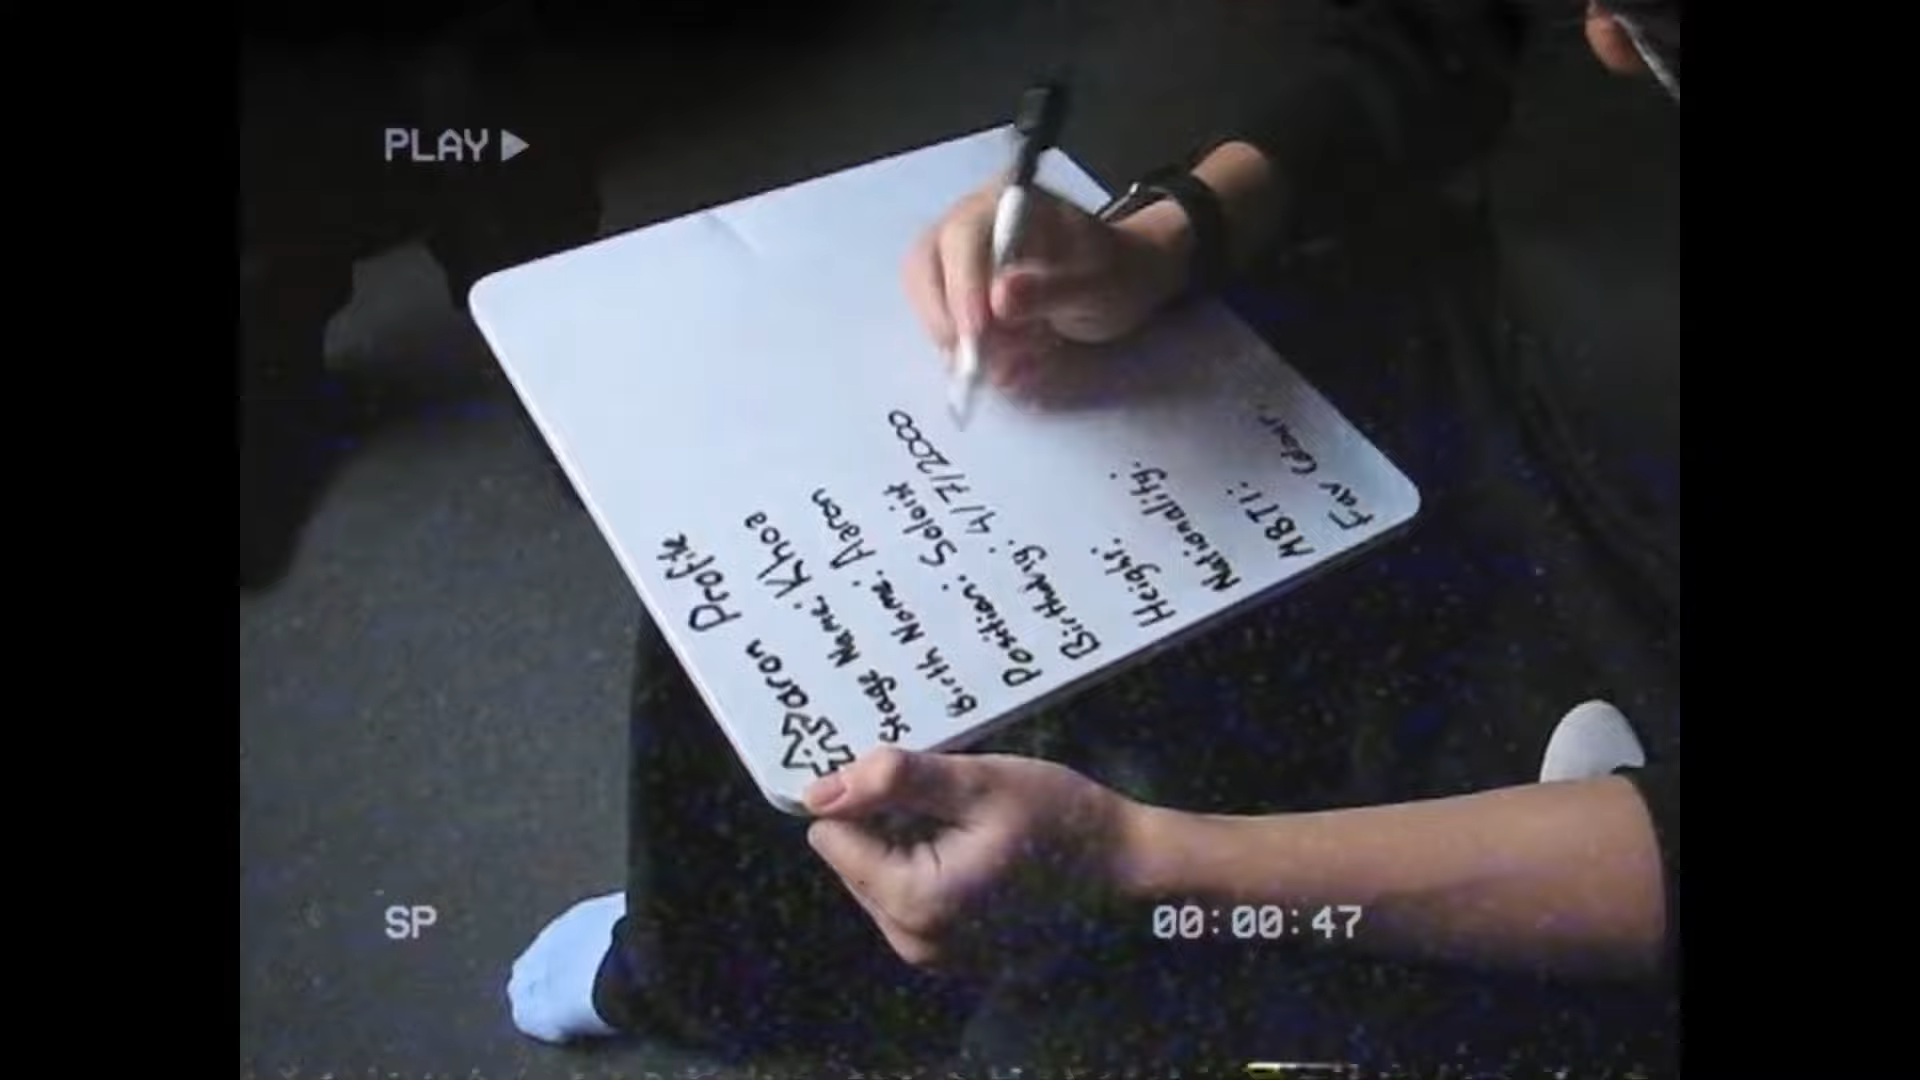 PLAY
Aaron Profile
Stage Name: Khoa
Birth Name: Aaron
Position: Soloist
Birthday: 4/7/2000
Height:
Nationality:
MBTI:
Fav Colour:
SP
00:00:47